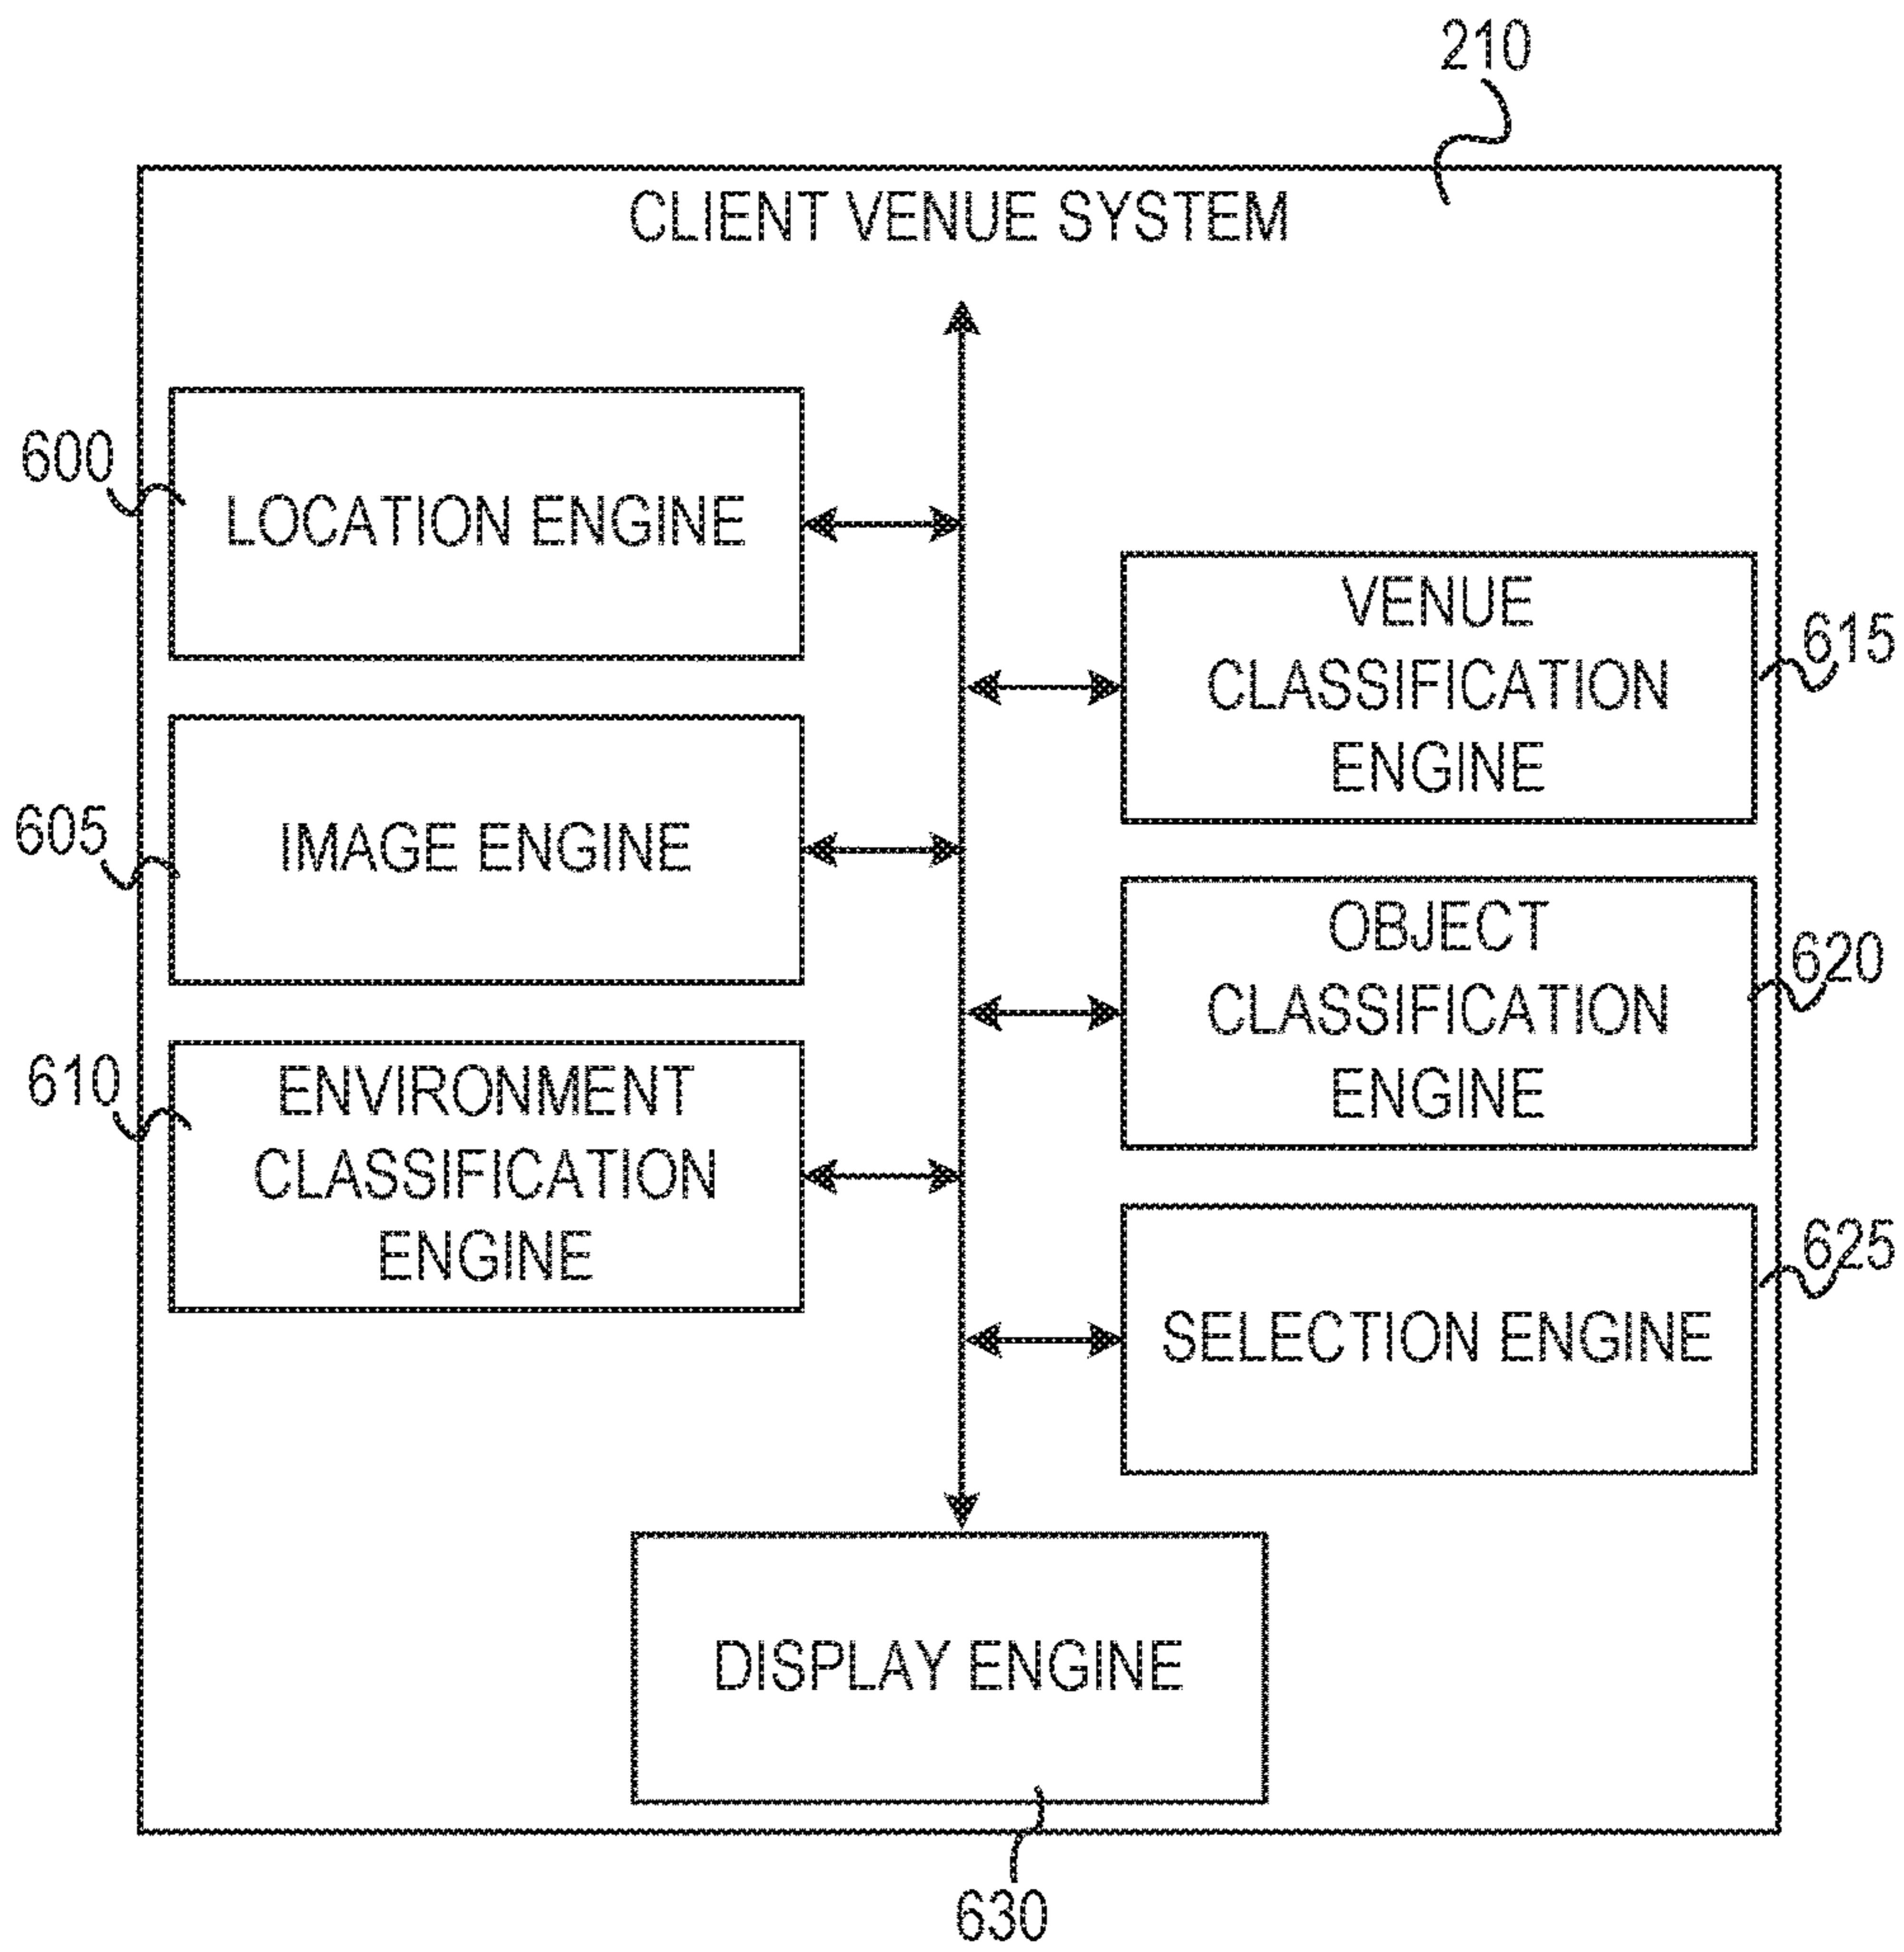 210
CLIENT VENUE SYSTEM
600
LOCATION ENGINE
VENUE
CLASSIFICATION
ENGINE
615
605
IMAGE ENGINE
OBJECT
CLASSIFICATION
ENGINE
620
610
ENVIRONMENT
CLASSIFICATION
ENGINE
625
SELECTION ENGINE
DISPLAY ENGINE
630